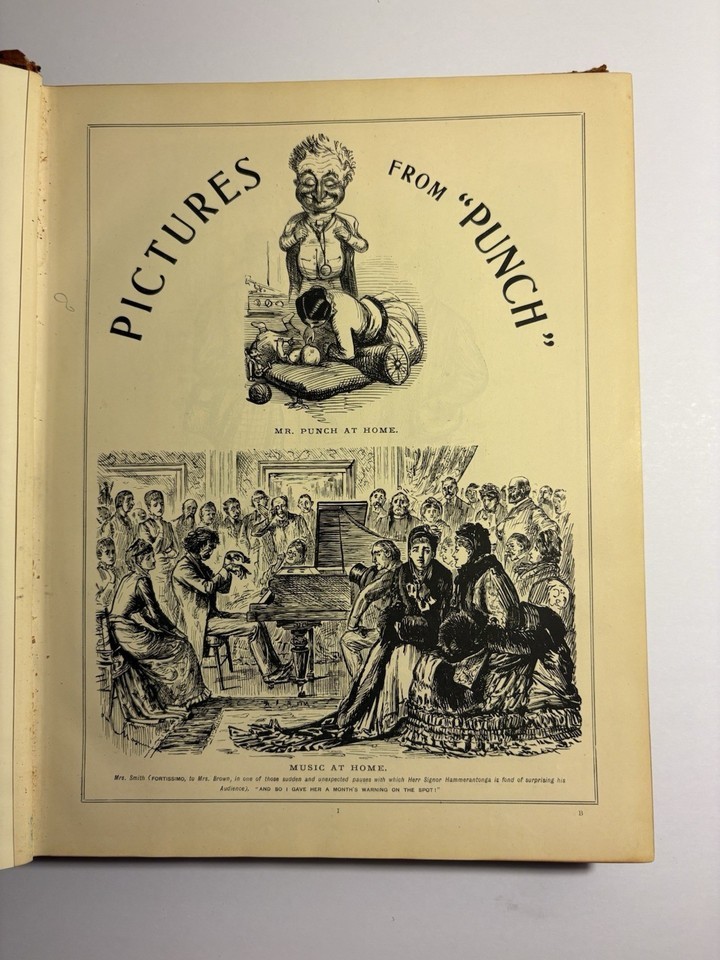 PICTURES FROM "PUNCH"
MR. PUNCH AT HOME.
MUSIC AT HOME.
Mrs. Smith (FORTISSIMO, to Mrs. Brown, in one of those sudden and unexpected pauses with which Herr Signor Hammerantonga is fond of surprising his
Audience). "AND SO I GAVE HER A MONTH'S WARNING ON THE SPOT!"
1
B